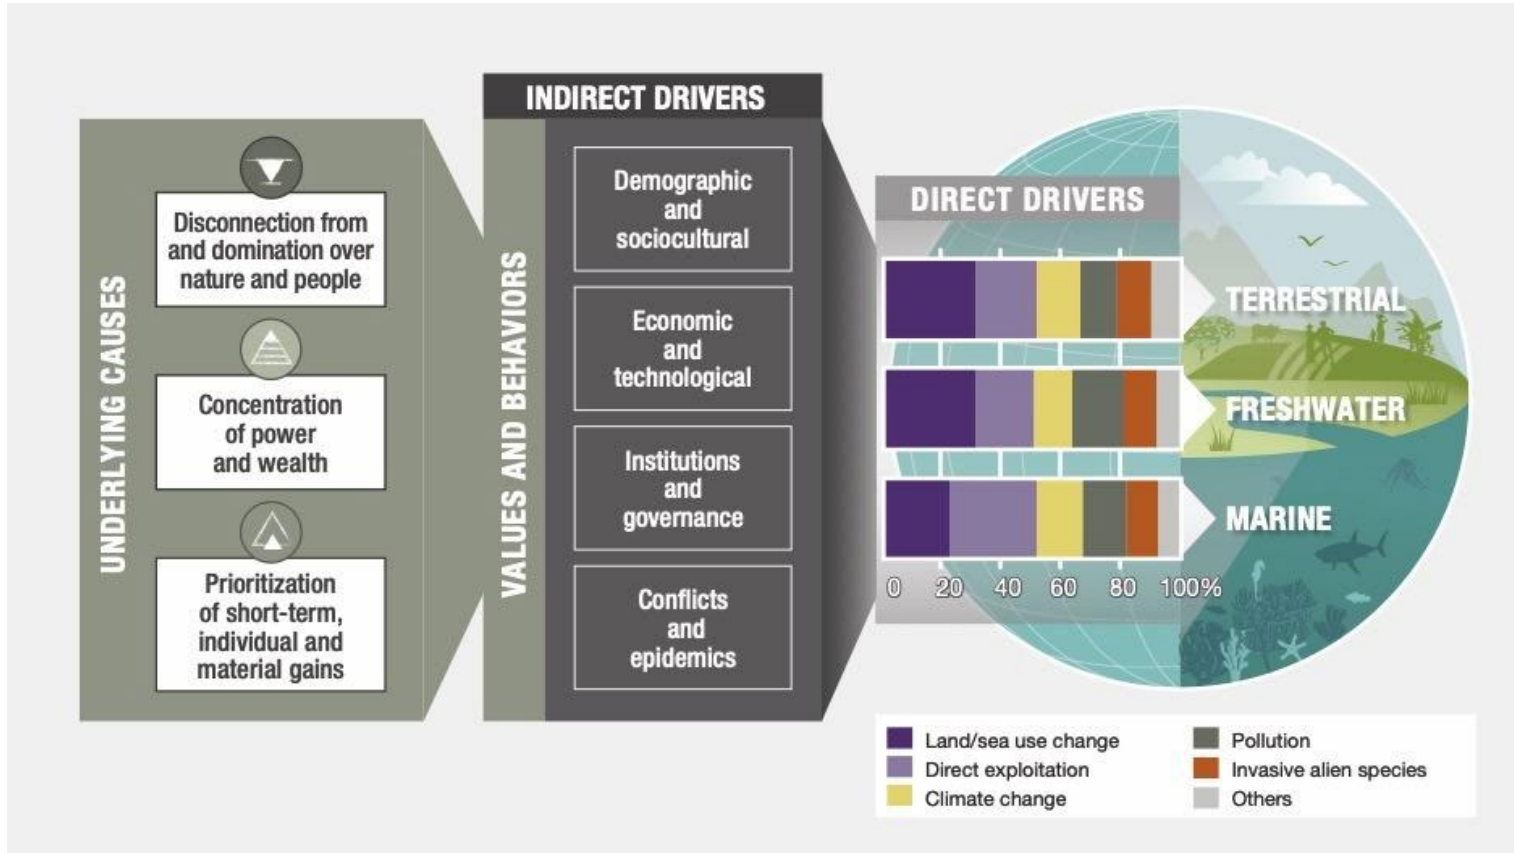 UNDERLYING CAUSES
Disconnection from
and domination over
nature and people
Concentration
of power
and wealth
Prioritization
of short-term,
individual and
material gains
INDIRECT DRIVERS
VALUES AND BEHAVIORS
Demographic
and
sociocultural
Economic
and
technological
Institutions
and
governance
Conflicts
and
epidemics
DIRECT DRIVERS
TERRESTRIAL
FRESHWATER
MARINE
0 20 40 60 80 100%
Land/sea use change
Direct exploitation
Climate change
Pollution
Invasive alien species
Others